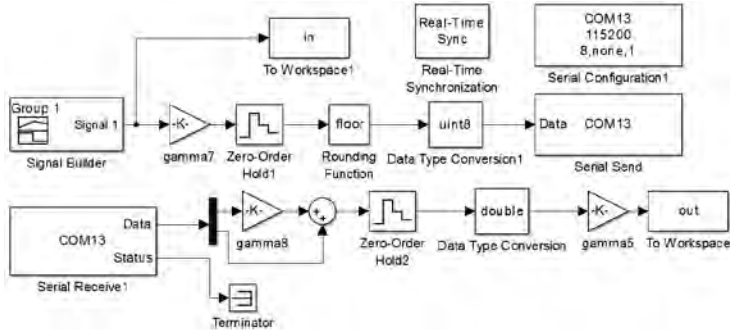 in
To Workspace1
Real-Time
Sync
Real-Time
Synchronization
COM13
115200
8,none,1
Serial Configuration1
Group 1
Signal 1
Signal Builder
-K-
gamma7
Zero-Order
Hold1
floor
Rounding
Function
uint8
Data Type Conversion1
Data
COM13
Serial Send
COM13
Data
Status
Serial Receive1
-K-
gamma8
++
Zero-Order
Hold2
double
Data Type Conversion
-K-
gamma5
out
To Workspace
Terminator